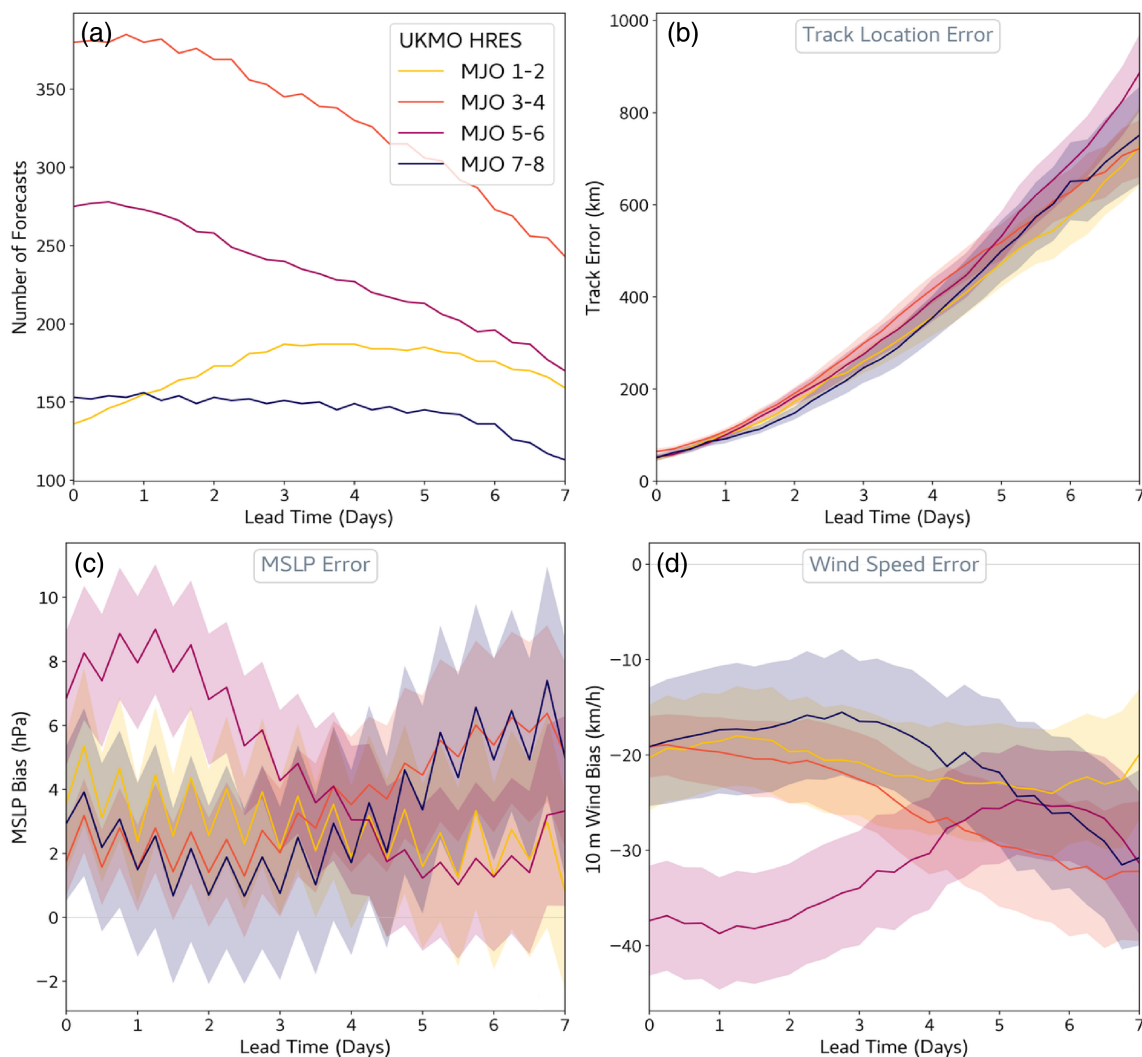 (a)
UKMO HRES
MJO 1-2
MJO 3-4
MJO 5-6
MJO 7-8
350
300
250
200
150
100
Number of Forecasts
0 1 2 3 4 5 6 7
Lead Time (Days)
(b)
Track Location Error
1000
800
600
400
200
0
Track Error (km)
0 1 2 3 4 5 6 7
Lead Time (Days)
(c)
MSLP Error
10
8
6
4
2
0
−2
MSLP Bias (hPa)
0 1 2 3 4 5 6 7
Lead Time (Days)
(d)
Wind Speed Error
0
−10
−20
−30
−40
10 m Wind Bias (km/h)
0 1 2 3 4 5 6 7
Lead Time (Days)